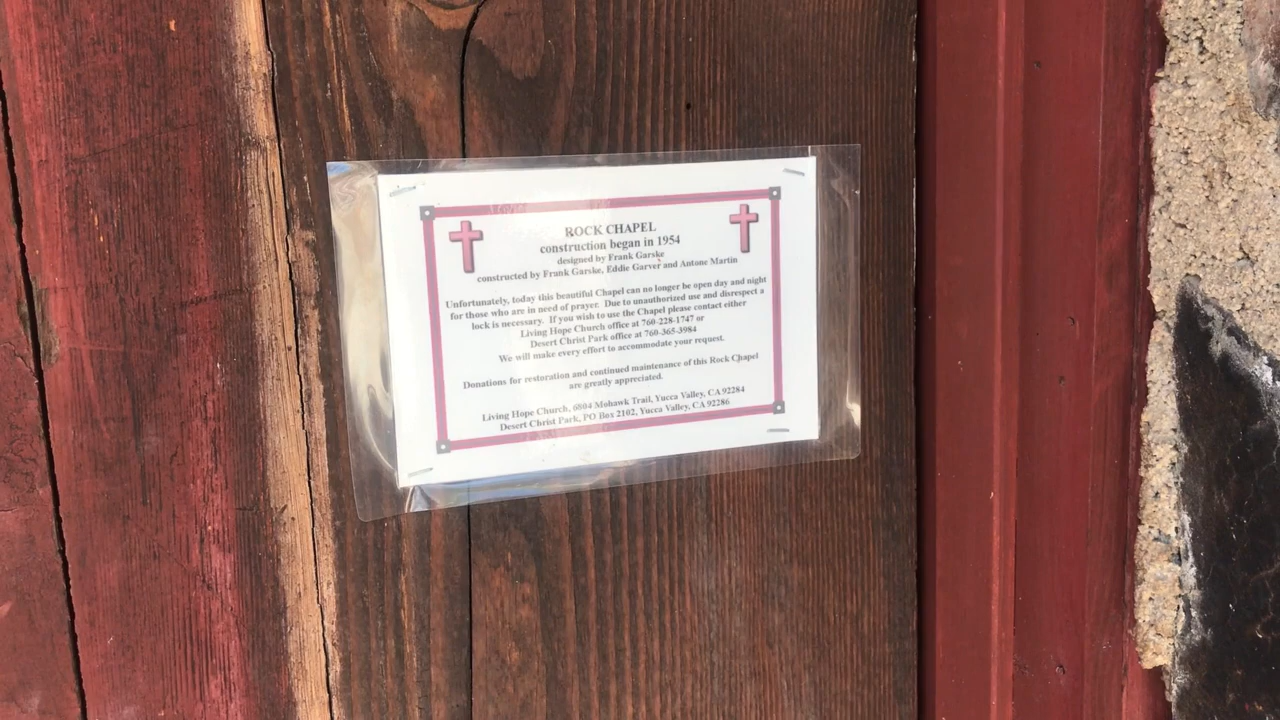 ROCK CHAPEL
construction began in 1954
designed by Frank Garske
constructed by Frank Garske, Eddie Garver and Antone Martin
Unfortunately, today this beautiful Chapel can no longer be open day and night
for those who are in need of prayer. Due to unauthorized use and disrespect a
lock is necessary. If you wish to use the Chapel please contact either
Living Hope Church office at 760-228-1747 or
Desert Christ Park office at 760-365-3984
We will make every effort to accommodate your request.
Donations for restoration and continued maintenance of this Rock Chapel
are greatly appreciated.
Living Hope Church, 6804 Mohawk Trail, Yucca Valley, CA 92284
Desert Christ Park, PO Box 2102, Yucca Valley, CA 92286